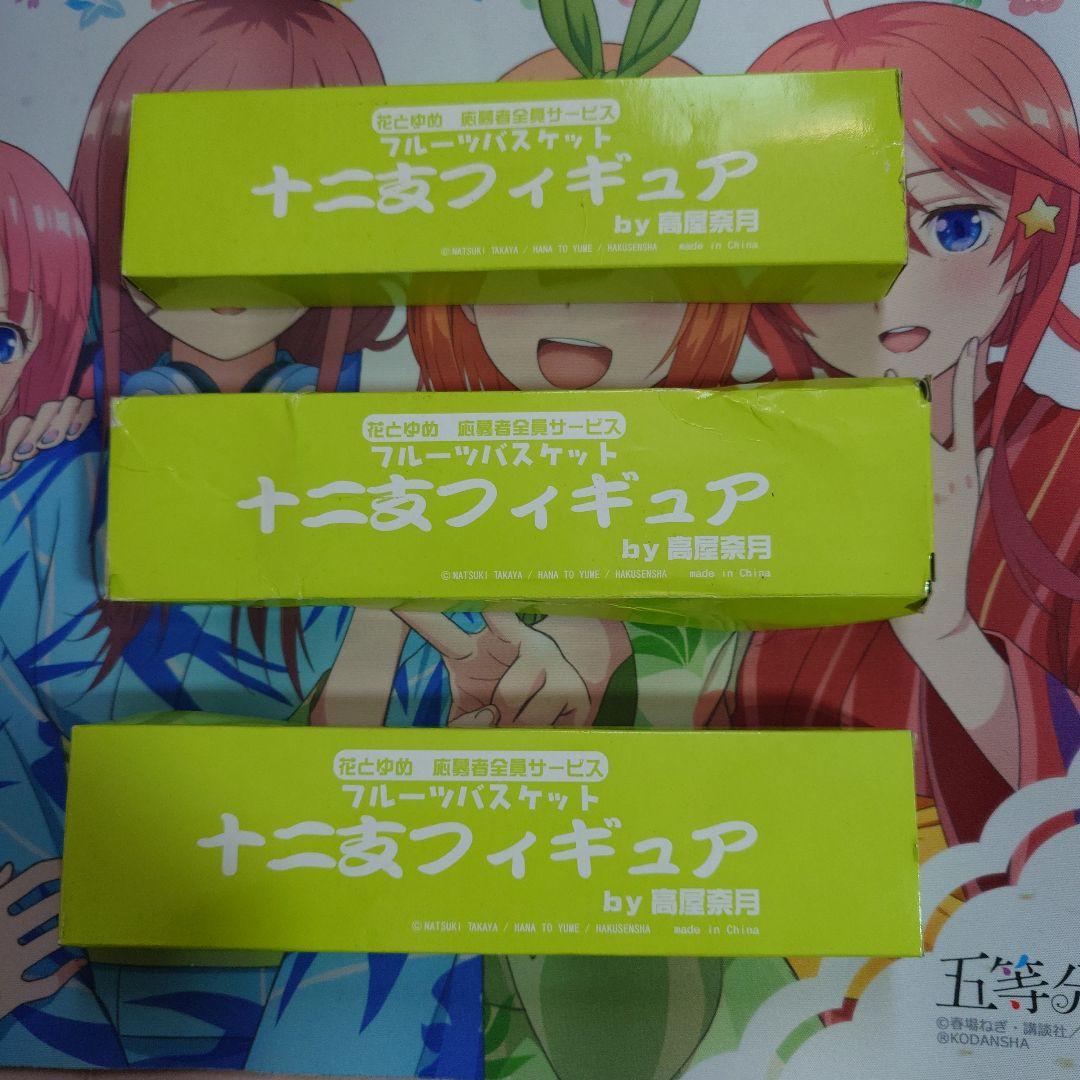 花とゆめ 応募者全員サービス
フルーツバスケット
十二支フィギュア
by 高屋奈月
©NATSUKI TAKAYA / HANA TO YUME / HAKUSENSHA made in China
花とゆめ 応募者全員サービス
フルーツバスケット
十二支フィギュア
by 高屋奈月
©NATSUKI TAKAYA / HANA TO YUME / HAKUSENSHA made in China
花とゆめ 応募者全員サービス
フルーツバスケット
十二支フィギュア
by 高屋奈月
©NATSUKI TAKAYA / HANA TO YUME / HAKUSENSHA made in China
五等分
©春場ねぎ・講談社/
®KODANSHA